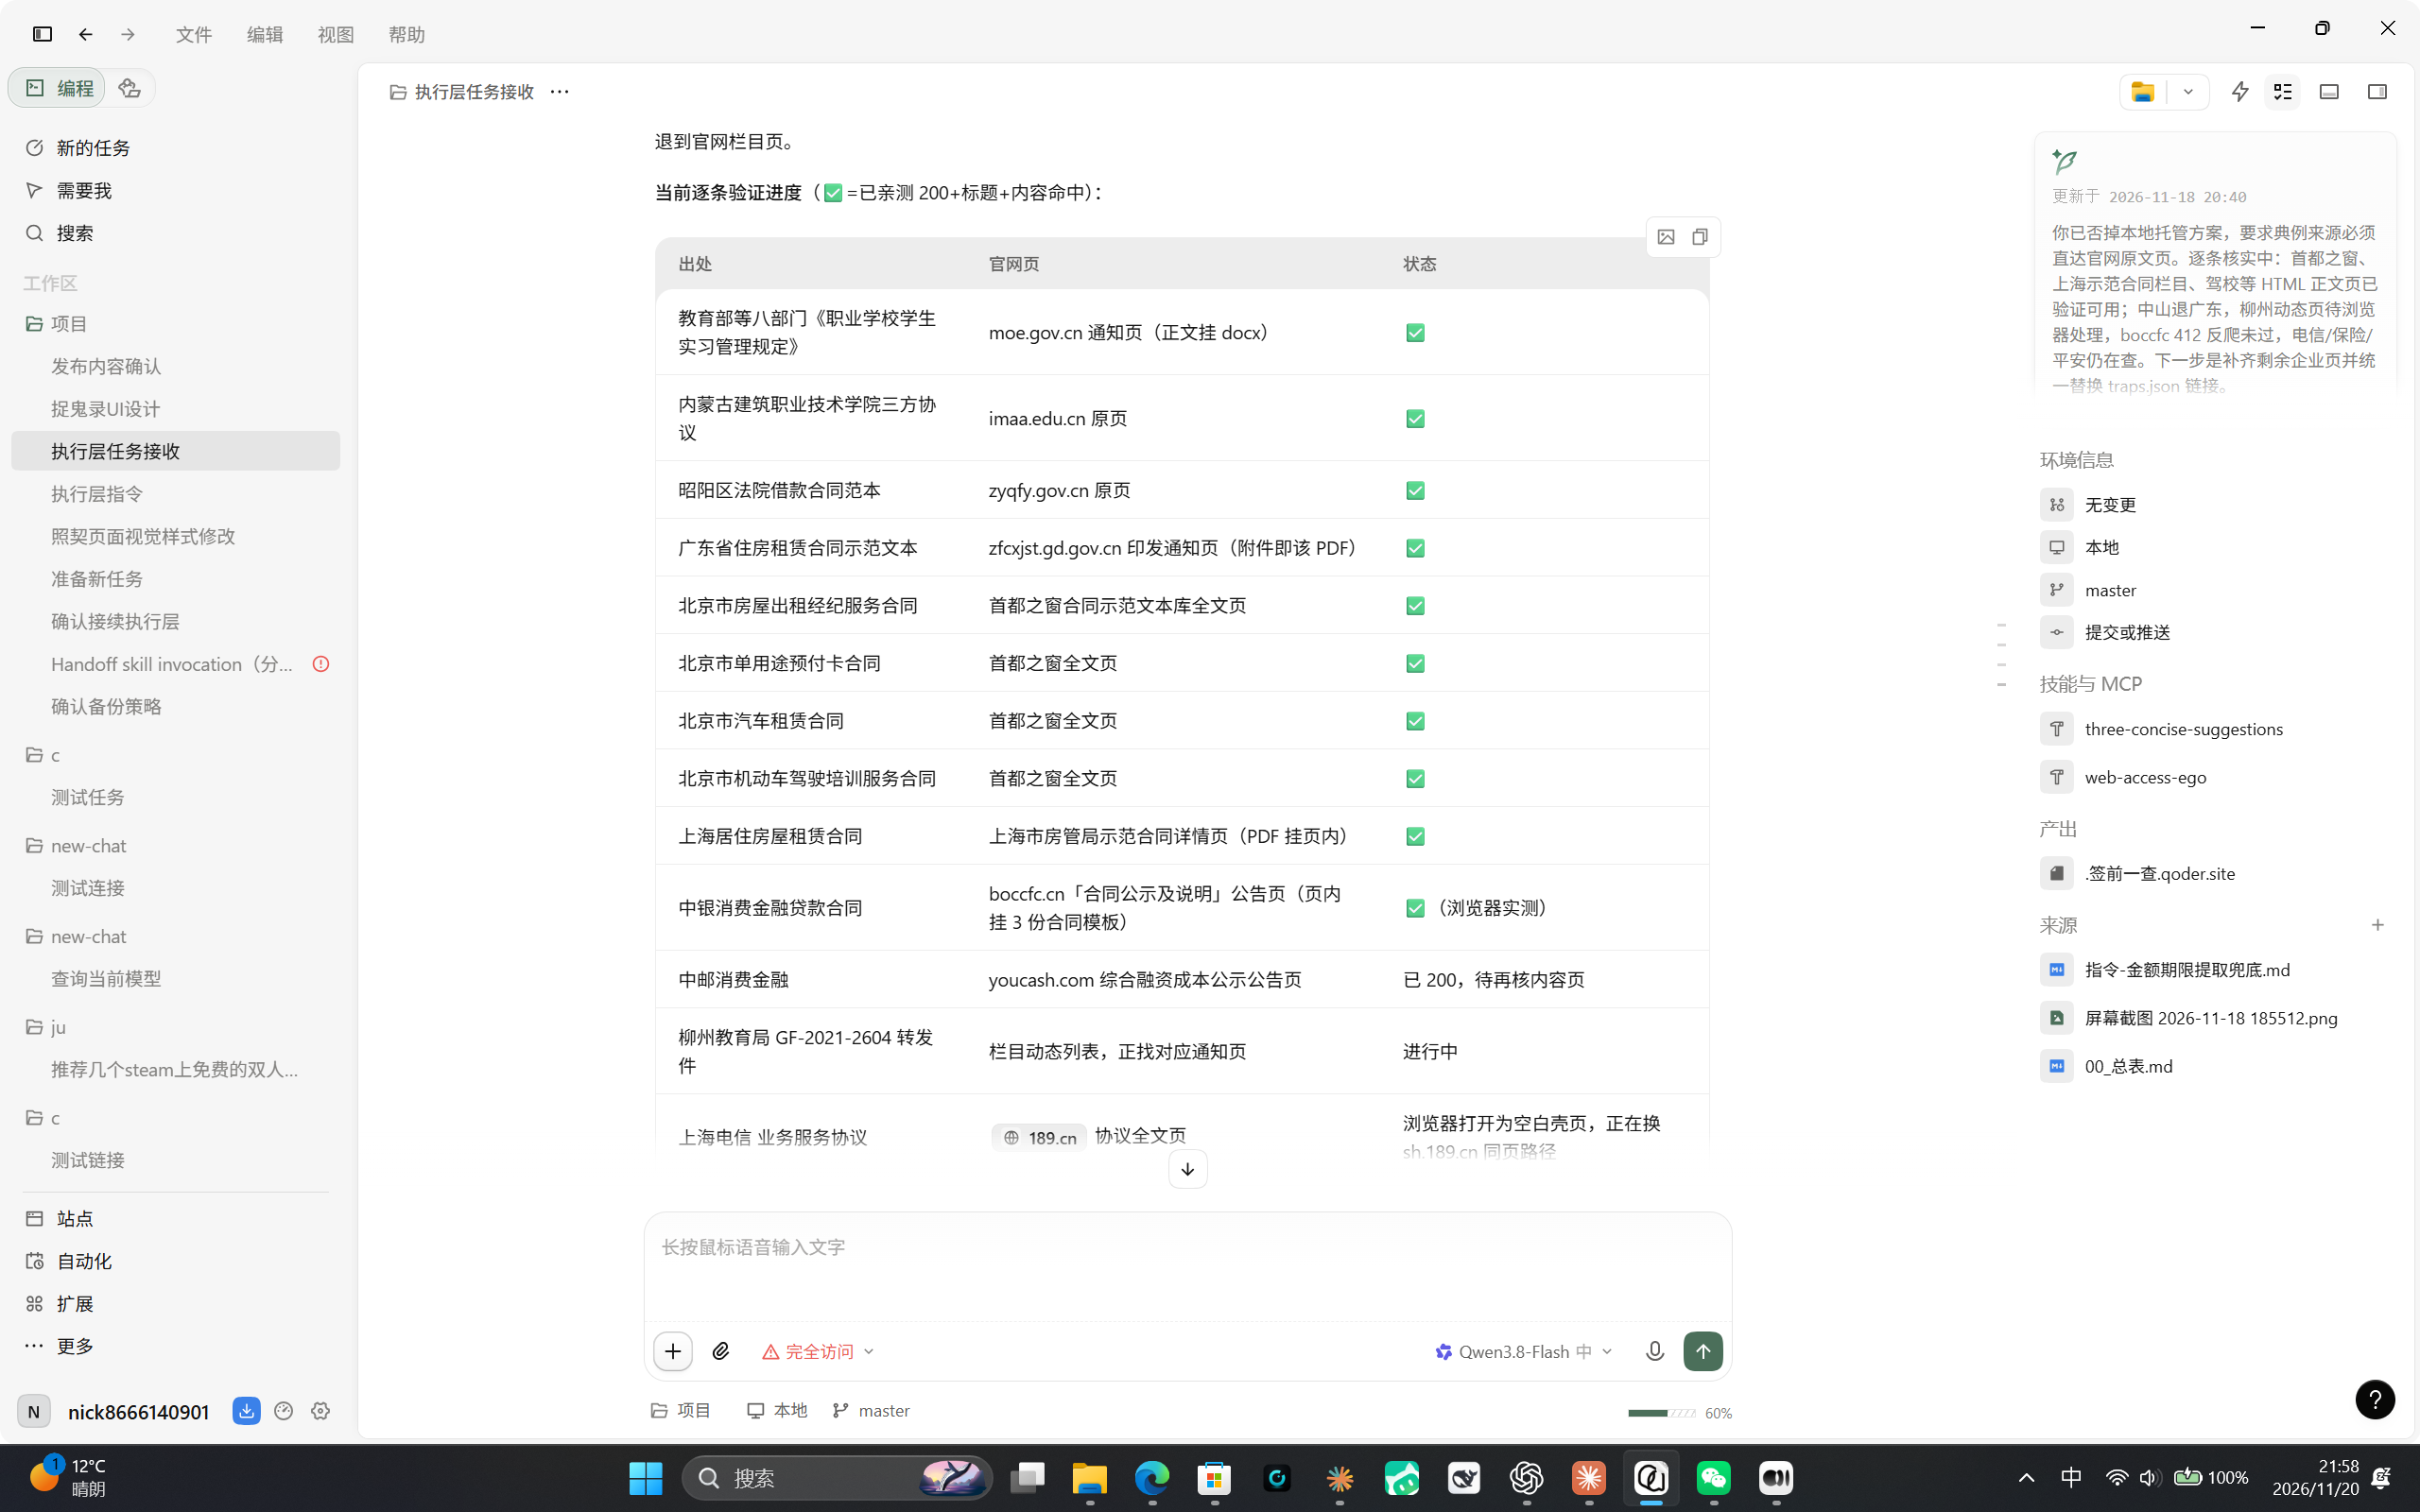 文件 编辑 视图 帮助
编程
新的任务
需要我
搜索
工作区
项目
发布内容确认
捉鬼录UI设计
执行层任务接收
执行层指令
照契页面视觉样式修改
准备新任务
确认接续执行层
Handoff skill invocation（分...
确认备份策略
c
测试任务
new-chat
测试连接
new-chat
查询当前模型
ju
推荐几个steam上免费的双人...
c
测试链接
站点
自动化
扩展
更多
N nick8666140901
执行层任务接收 ···
退到官网栏目页。
当前逐条验证进度（✅=已亲测 200+标题+内容命中）：
出处 官网页 状态
教育部等八部门《职业学校学生
实习管理规定》 moe.gov.cn 通知页（正文挂 docx） ✅
内蒙古建筑职业技术学院三方协
议 imaa.edu.cn 原页 ✅
昭阳区法院借款合同范本 zyqfy.gov.cn 原页 ✅
广东省住房租赁合同示范文本 zfcxjst.gd.gov.cn 印发通知页（附件即该 PDF） ✅
北京市房屋出租经纪服务合同 首都之窗合同示范文本库全文页 ✅
北京市单用途预付卡合同 首都之窗全文页 ✅
北京市汽车租赁合同 首都之窗全文页 ✅
北京市机动车驾驶培训服务合同 首都之窗全文页 ✅
上海居住房屋租赁合同 上海市房管局示范合同详情页（PDF 挂页内） ✅
中银消费金融贷款合同 boccfc.cn「合同公示及说明」公告页（页内
挂 3 份合同模板） ✅（浏览器实测）
中邮消费金融 youcash.com 综合融资成本公示公告页 已 200，待再核内容页
柳州教育局 GF-2021-2604 转发
件 栏目动态列表，正找对应通知页 进行中
上海电信 业务服务协议 189.cn 协议全文页 浏览器打开为空白壳页，正在换
sh.189.cn 同页路径
长按鼠标语音输入文字
完全访问
Qwen3.8-Flash 中
项目 本地 master
60%
更新于 2026-11-18 20:40
你已否掉本地托管方案，要求典例来源必须
直达官网原文页。逐条核实中：首都之窗、
上海示范合同栏目、驾校等 HTML 正文页已
验证可用；中山退广东，柳州动态页待浏览
器处理，boccfc 412 反爬未过，电信/保险/
平安仍在查。下一步是补齐剩余企业页并统
一替换 traps.json 链接。
环境信息
无变更
本地
master
提交或推送
技能与 MCP
three-concise-suggestions
web-access-ego
产出
.签前一查.qoder.site
来源
指令-金额期限提取兜底.md
屏幕截图 2026-11-18 185512.png
00_总表.md
?
1
12°C
晴朗
搜索
中
100%
21:58
2026/11/20